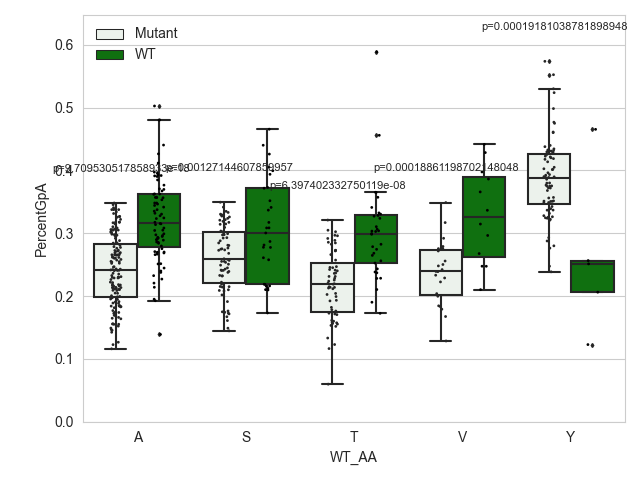 p=0.00019181038781898948
Mutant
WT
0.6
0.5
0.4
p=0.00127144607859957
p=0.00018861198702148048
p=6.397402332750119e-08
0.3
0.2
0.1
0.0
PercentGpA
A
S
T
V
Y
WT_AA